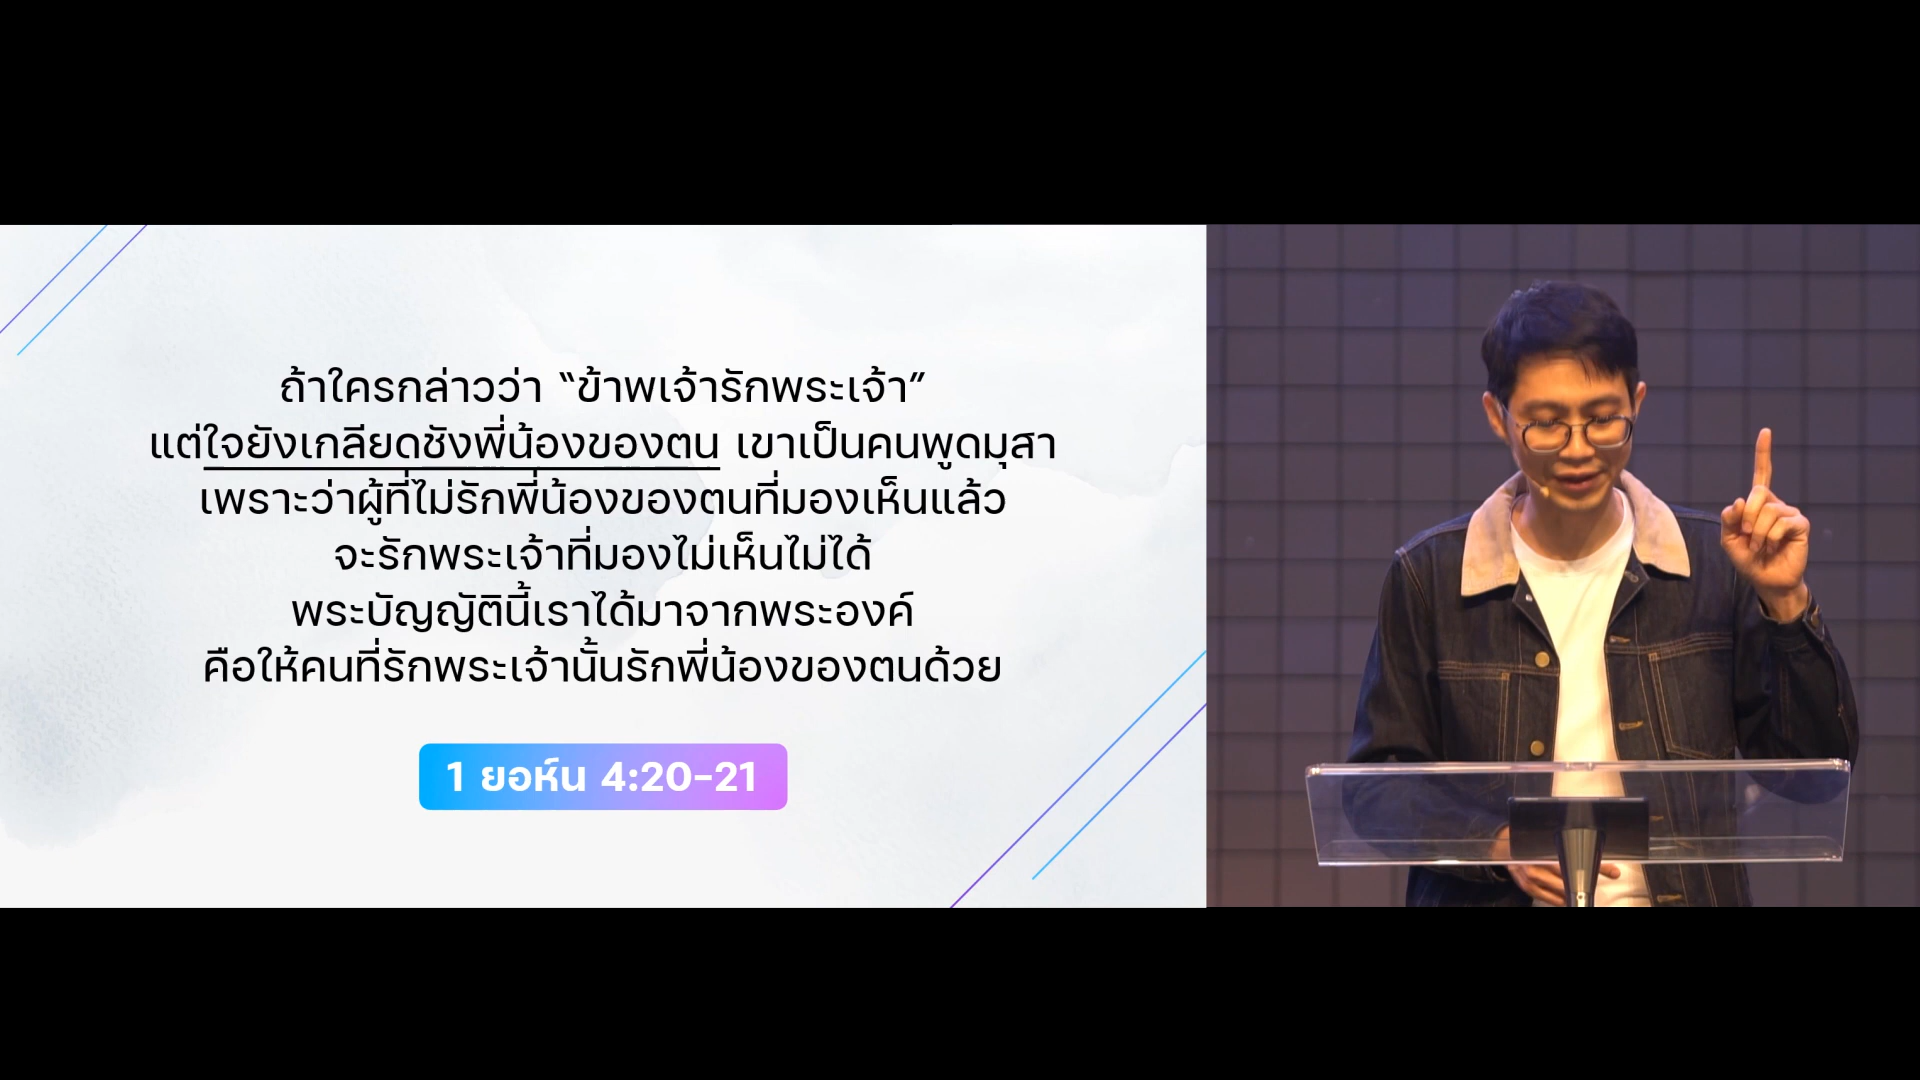 ถ้าใครกล่าวว่า “ข้าพเจ้ารักพระเจ้า”
แต่ใจยังเกลียดชังพี่น้องของตน เขาเป็นคนพูดมุสา
เพราะว่าผู้ที่ไม่รักพี่น้องของตนที่มองเห็นแล้ว
จะรักพระเจ้าที่มองไม่เห็นไม่ได้
พระบัญญัตินี้เราได้มาจากพระองค์
คือให้คนที่รักพระเจ้านั้นรักพี่น้องของตนด้วย
1 ยอห์น 4:20-21